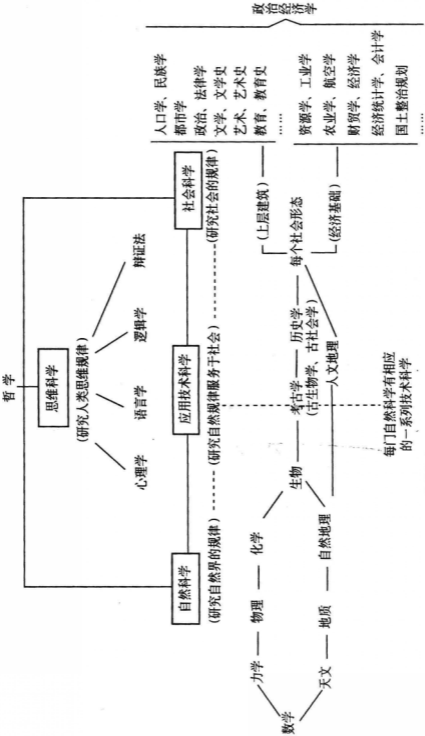 哲学
思维科学
(研究人类思维规律)
心理学
语言学
逻辑学
辩证法
自然科学
应用技术科学
社会科学
(研究自然界的规律)
(研究自然规律服务于社会)
(研究社会的规律)
数学
力学
物理
化学
天文
地质
自然地理
生物
考古学
历史学
(古生物学、古社会学)
人文地理
每个社会形态
(上层建筑)
(经济基础)
每门自然科学有相应
的一系列技术科学
人口学、民族学
都市学
政治、法律学
文学、文学史
艺术、艺术史
教育、教育史
……
资源学、工业学
农业学、航空学
财贸学、经济学
经济统计学、会计学
国土整治规划
……
政治经济学